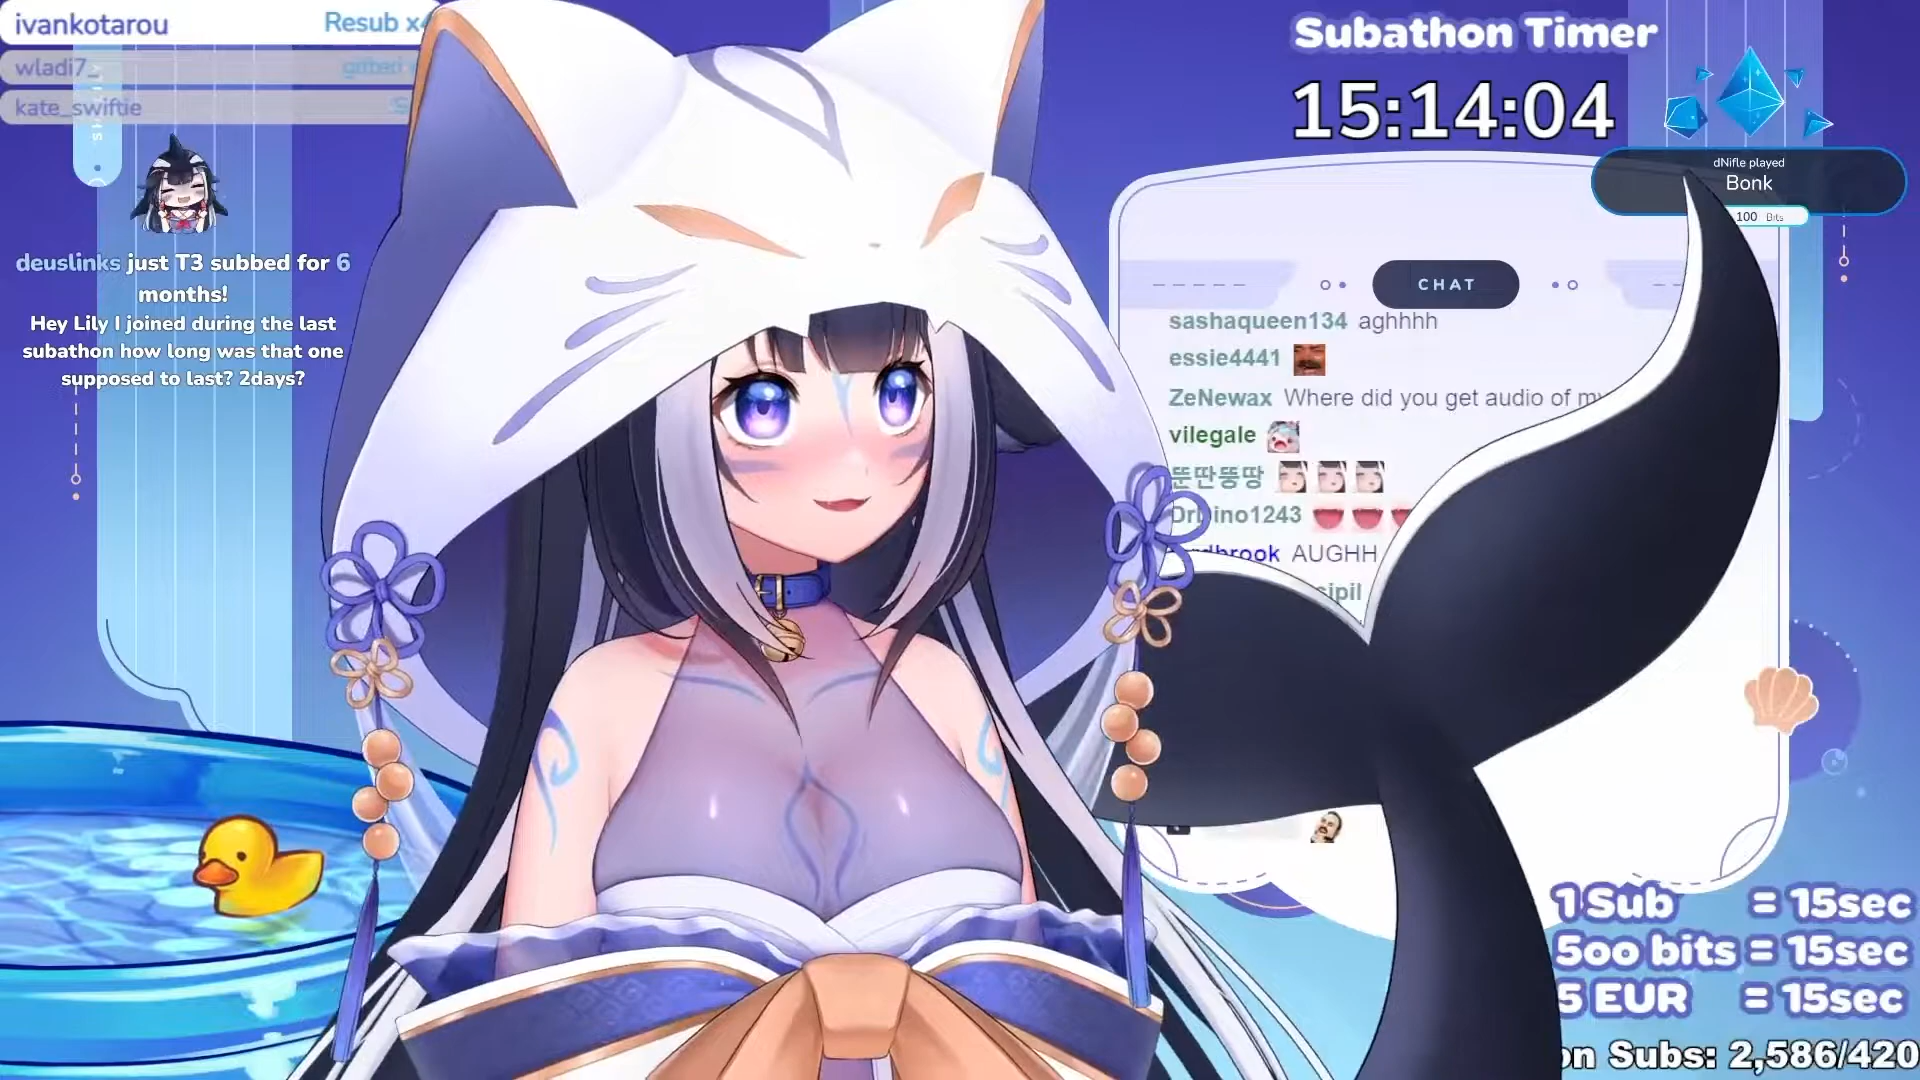 ivankotarou Resub
wladi7_
kate_swiftie
deuslinks just T3 subbed for 6
months!
Hey Lily I joined during the last
subathon how long was that one
supposed to last? 2days?
Subathon Timer
15:14:04
dNifle played
Bonk
100 Bits
CHAT
sashaqueen134 aghhhh
essie4441
ZeNewax Where did you get audio of my
vilegale
뚠딴뚱땅
AUGHH
1 Sub = 15sec
500 bits = 15sec
5 EUR = 15sec
Subs: 2,586/420